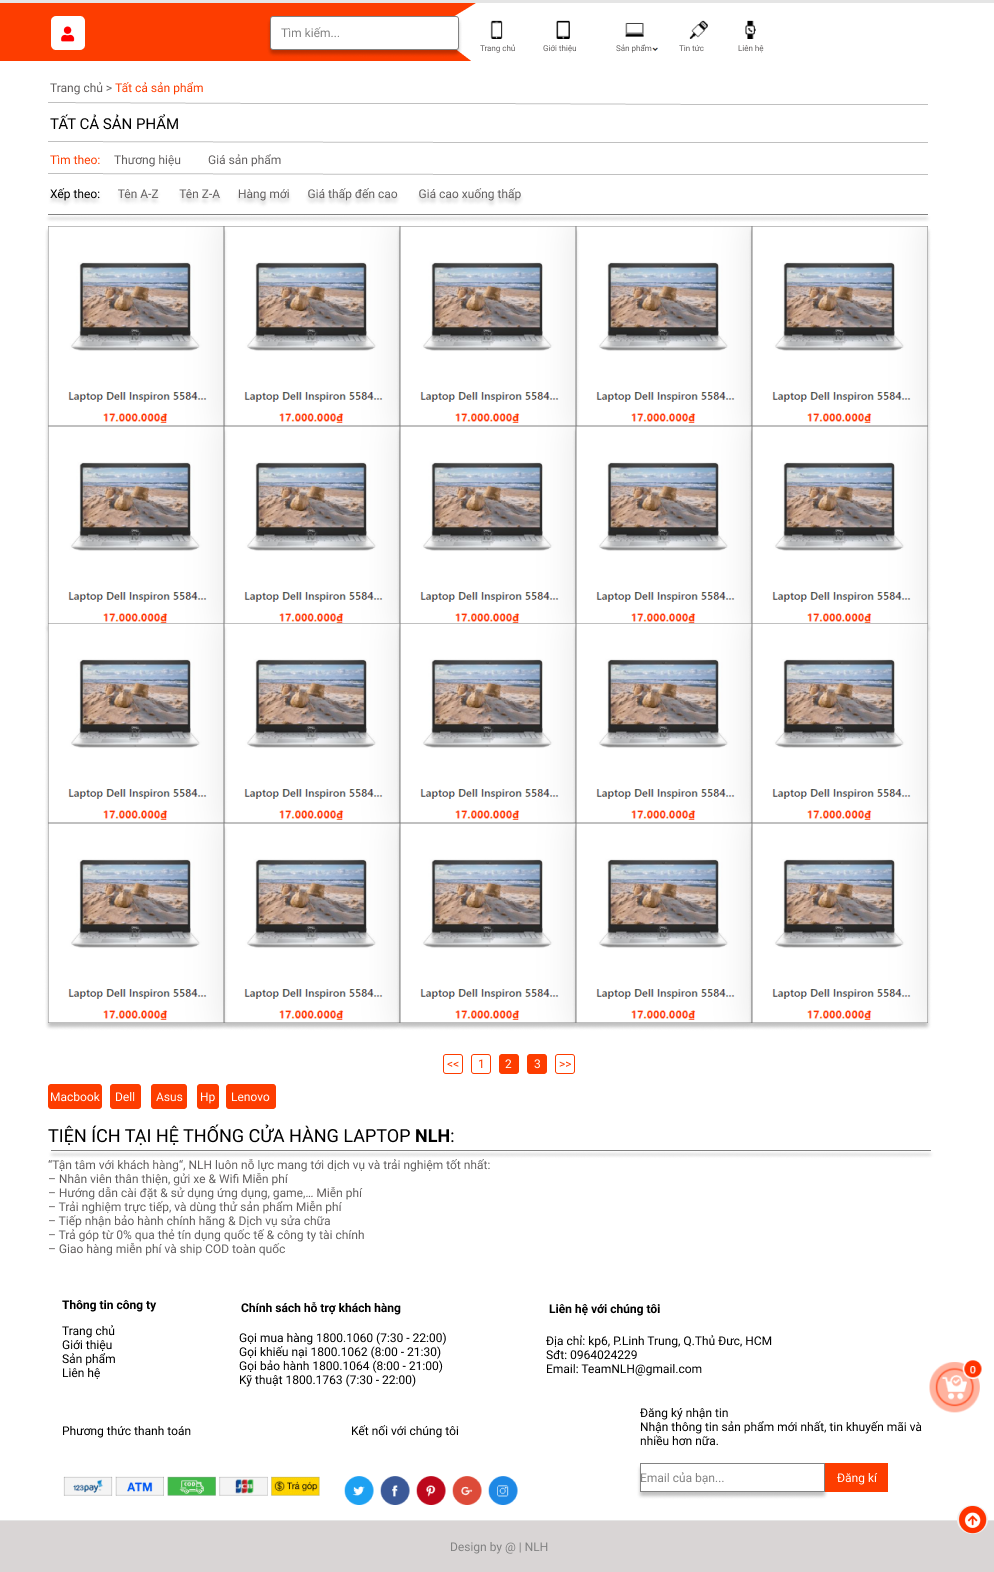 Tìm kiếm...
Trang chủ
Giới thiệu
Sản phẩm
Tin tức
Liên hệ
Trang chủ > Tất cả sản phẩm
TẤT CẢ SẢN PHẨM
Tìm theo: Thương hiệu Giá sản phẩm
Xếp theo: Tên A-Z Tên Z-A Hàng mới Giá thấp đến cao Giá cao xuống thấp
Laptop Dell Inspiron 5584... Laptop Dell Inspiron 5584... Laptop Dell Inspiron 5584... Laptop Dell Inspiron 5584... Laptop Dell Inspiron 5584...
17.000.000₫ 17.000.000₫ 17.000.000₫ 17.000.000₫ 17.000.000₫
Laptop Dell Inspiron 5584... Laptop Dell Inspiron 5584... Laptop Dell Inspiron 5584... Laptop Dell Inspiron 5584... Laptop Dell Inspiron 5584...
17.000.000₫ 17.000.000₫ 17.000.000₫ 17.000.000₫ 17.000.000₫
Laptop Dell Inspiron 5584... Laptop Dell Inspiron 5584... Laptop Dell Inspiron 5584... Laptop Dell Inspiron 5584... Laptop Dell Inspiron 5584...
17.000.000₫ 17.000.000₫ 17.000.000₫ 17.000.000₫ 17.000.000₫
Laptop Dell Inspiron 5584... Laptop Dell Inspiron 5584... Laptop Dell Inspiron 5584... Laptop Dell Inspiron 5584... Laptop Dell Inspiron 5584...
17.000.000₫ 17.000.000₫ 17.000.000₫ 17.000.000₫ 17.000.000₫
<< 1 2 3 >>
Macbook Dell Asus Hp Lenovo
TIỆN ÍCH TẠI HỆ THỐNG CỬA HÀNG LAPTOP NLH:
“Tận tâm với khách hàng”, NLH luôn nỗ lực mang tới dịch vụ và trải nghiệm tốt nhất:
– Nhân viên thân thiện, gửi xe & Wifi Miễn phí
– Hướng dẫn cài đặt & sử dụng ứng dụng, game,... Miễn phí
– Trải nghiệm trực tiếp, và dùng thử sản phẩm Miễn phí
– Tiếp nhận bảo hành chính hãng & Dịch vụ sửa chữa
– Trả góp từ 0% qua thẻ tín dụng quốc tế & công ty tài chính
– Giao hàng miễn phí và ship COD toàn quốc
Thông tin công ty
Trang chủ
Giới thiệu
Sản phẩm
Liên hệ
Chính sách hỗ trợ khách hàng
Gọi mua hàng 1800.1060 (7:30 - 22:00)
Gọi khiếu nại 1800.1062 (8:00 - 21:30)
Gọi bảo hành 1800.1064 (8:00 - 21:00)
Kỹ thuật 1800.1763 (7:30 - 22:00)
Liên hệ với chúng tôi
Địa chỉ: kp6, P.Linh Trung, Q.Thủ Đưc, HCM
Sđt: 0964024229
Email: TeamNLH@gmail.com
0
Phương thức thanh toán
123pay ATM COD JCB $ Trả góp
Kết nối với chúng tôi
Đăng ký nhận tin
Nhận thông tin sản phẩm mới nhất, tin khuyến mãi và
nhiều hơn nữa.
Email của bạn... Đăng kí
Design by @ | NLH